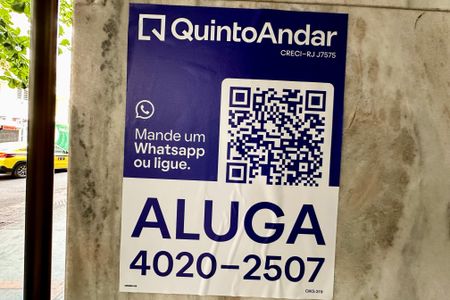 QuintoAndar
CRECI-RJ J7575
Mande um
Whatsapp
ou ligue.
ALUGA
4020-2507